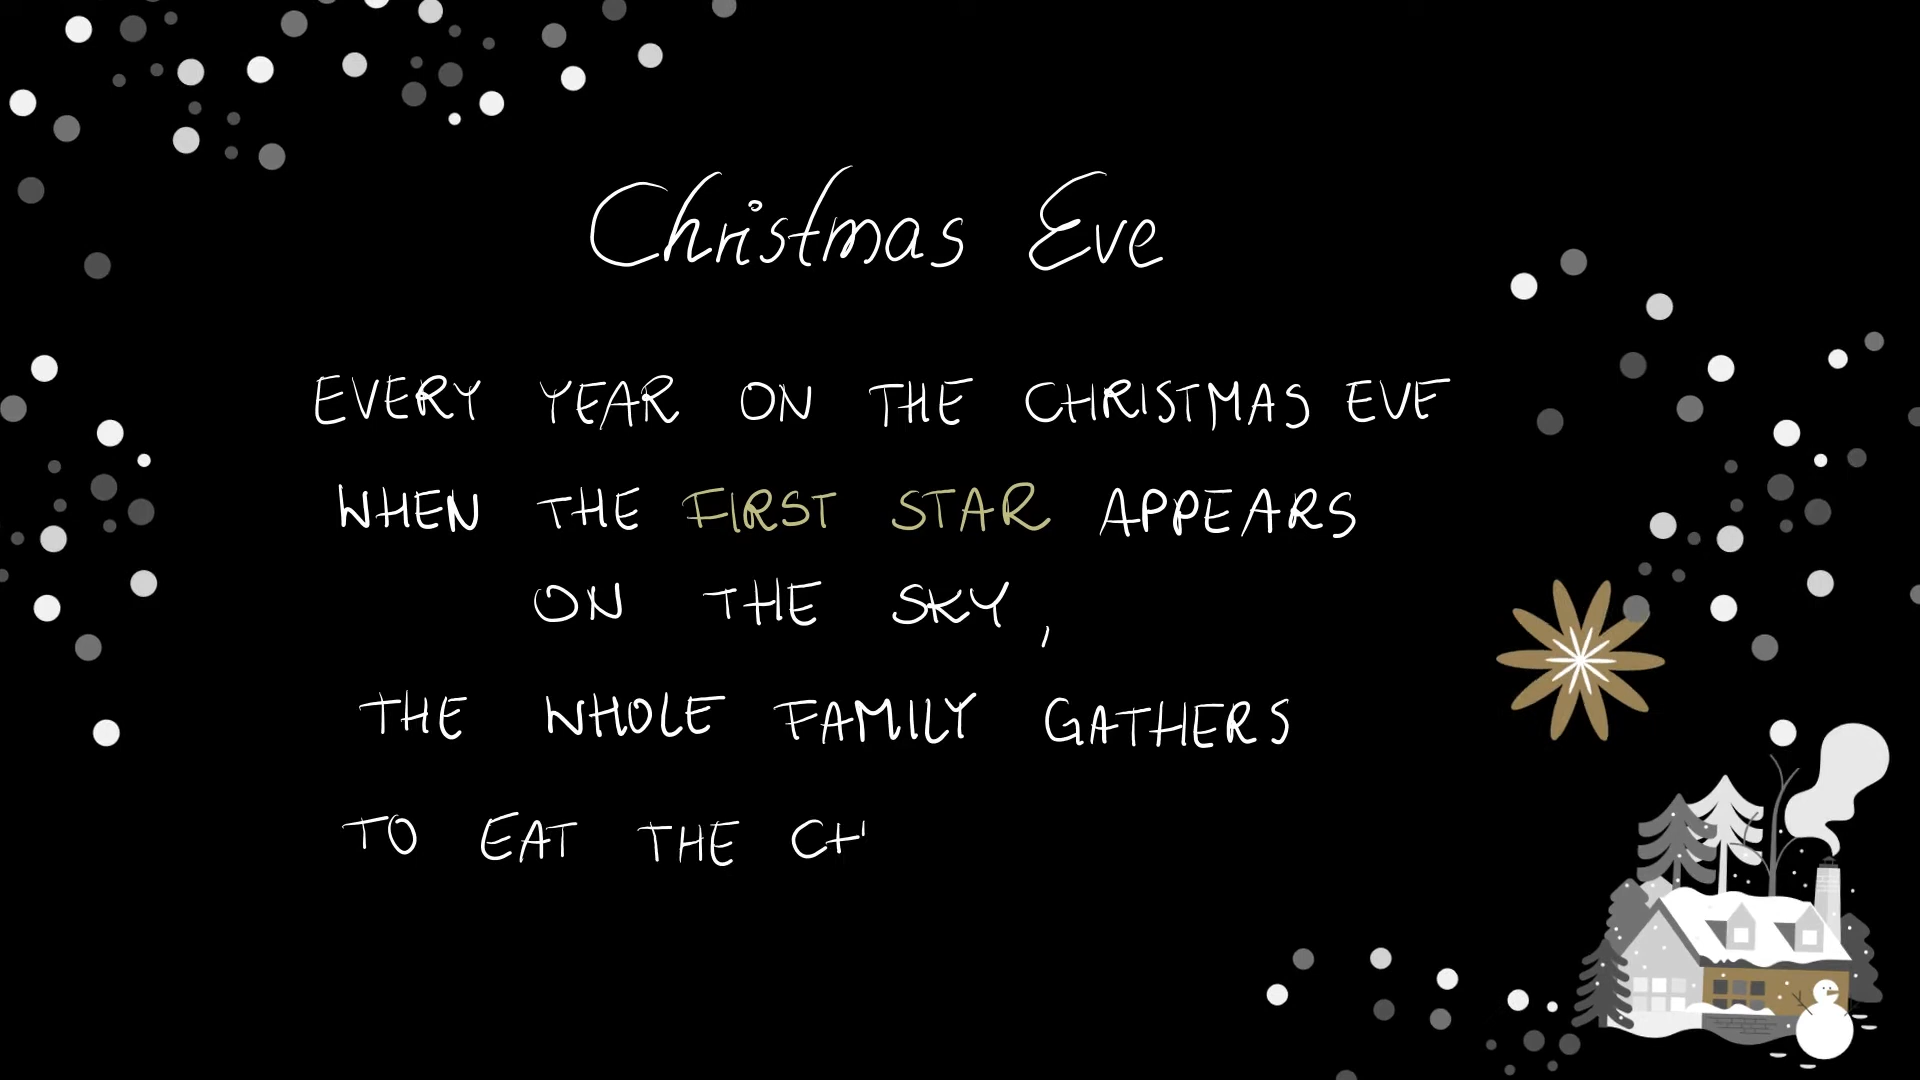 Christmas Eve
EVERY YEAR ON THE CHRISTMAS EVE
WHEN THE FIRST STAR APPEARS
ON THE SKY,
THE WHOLE FAMILY GATHERS
TO EAT THE